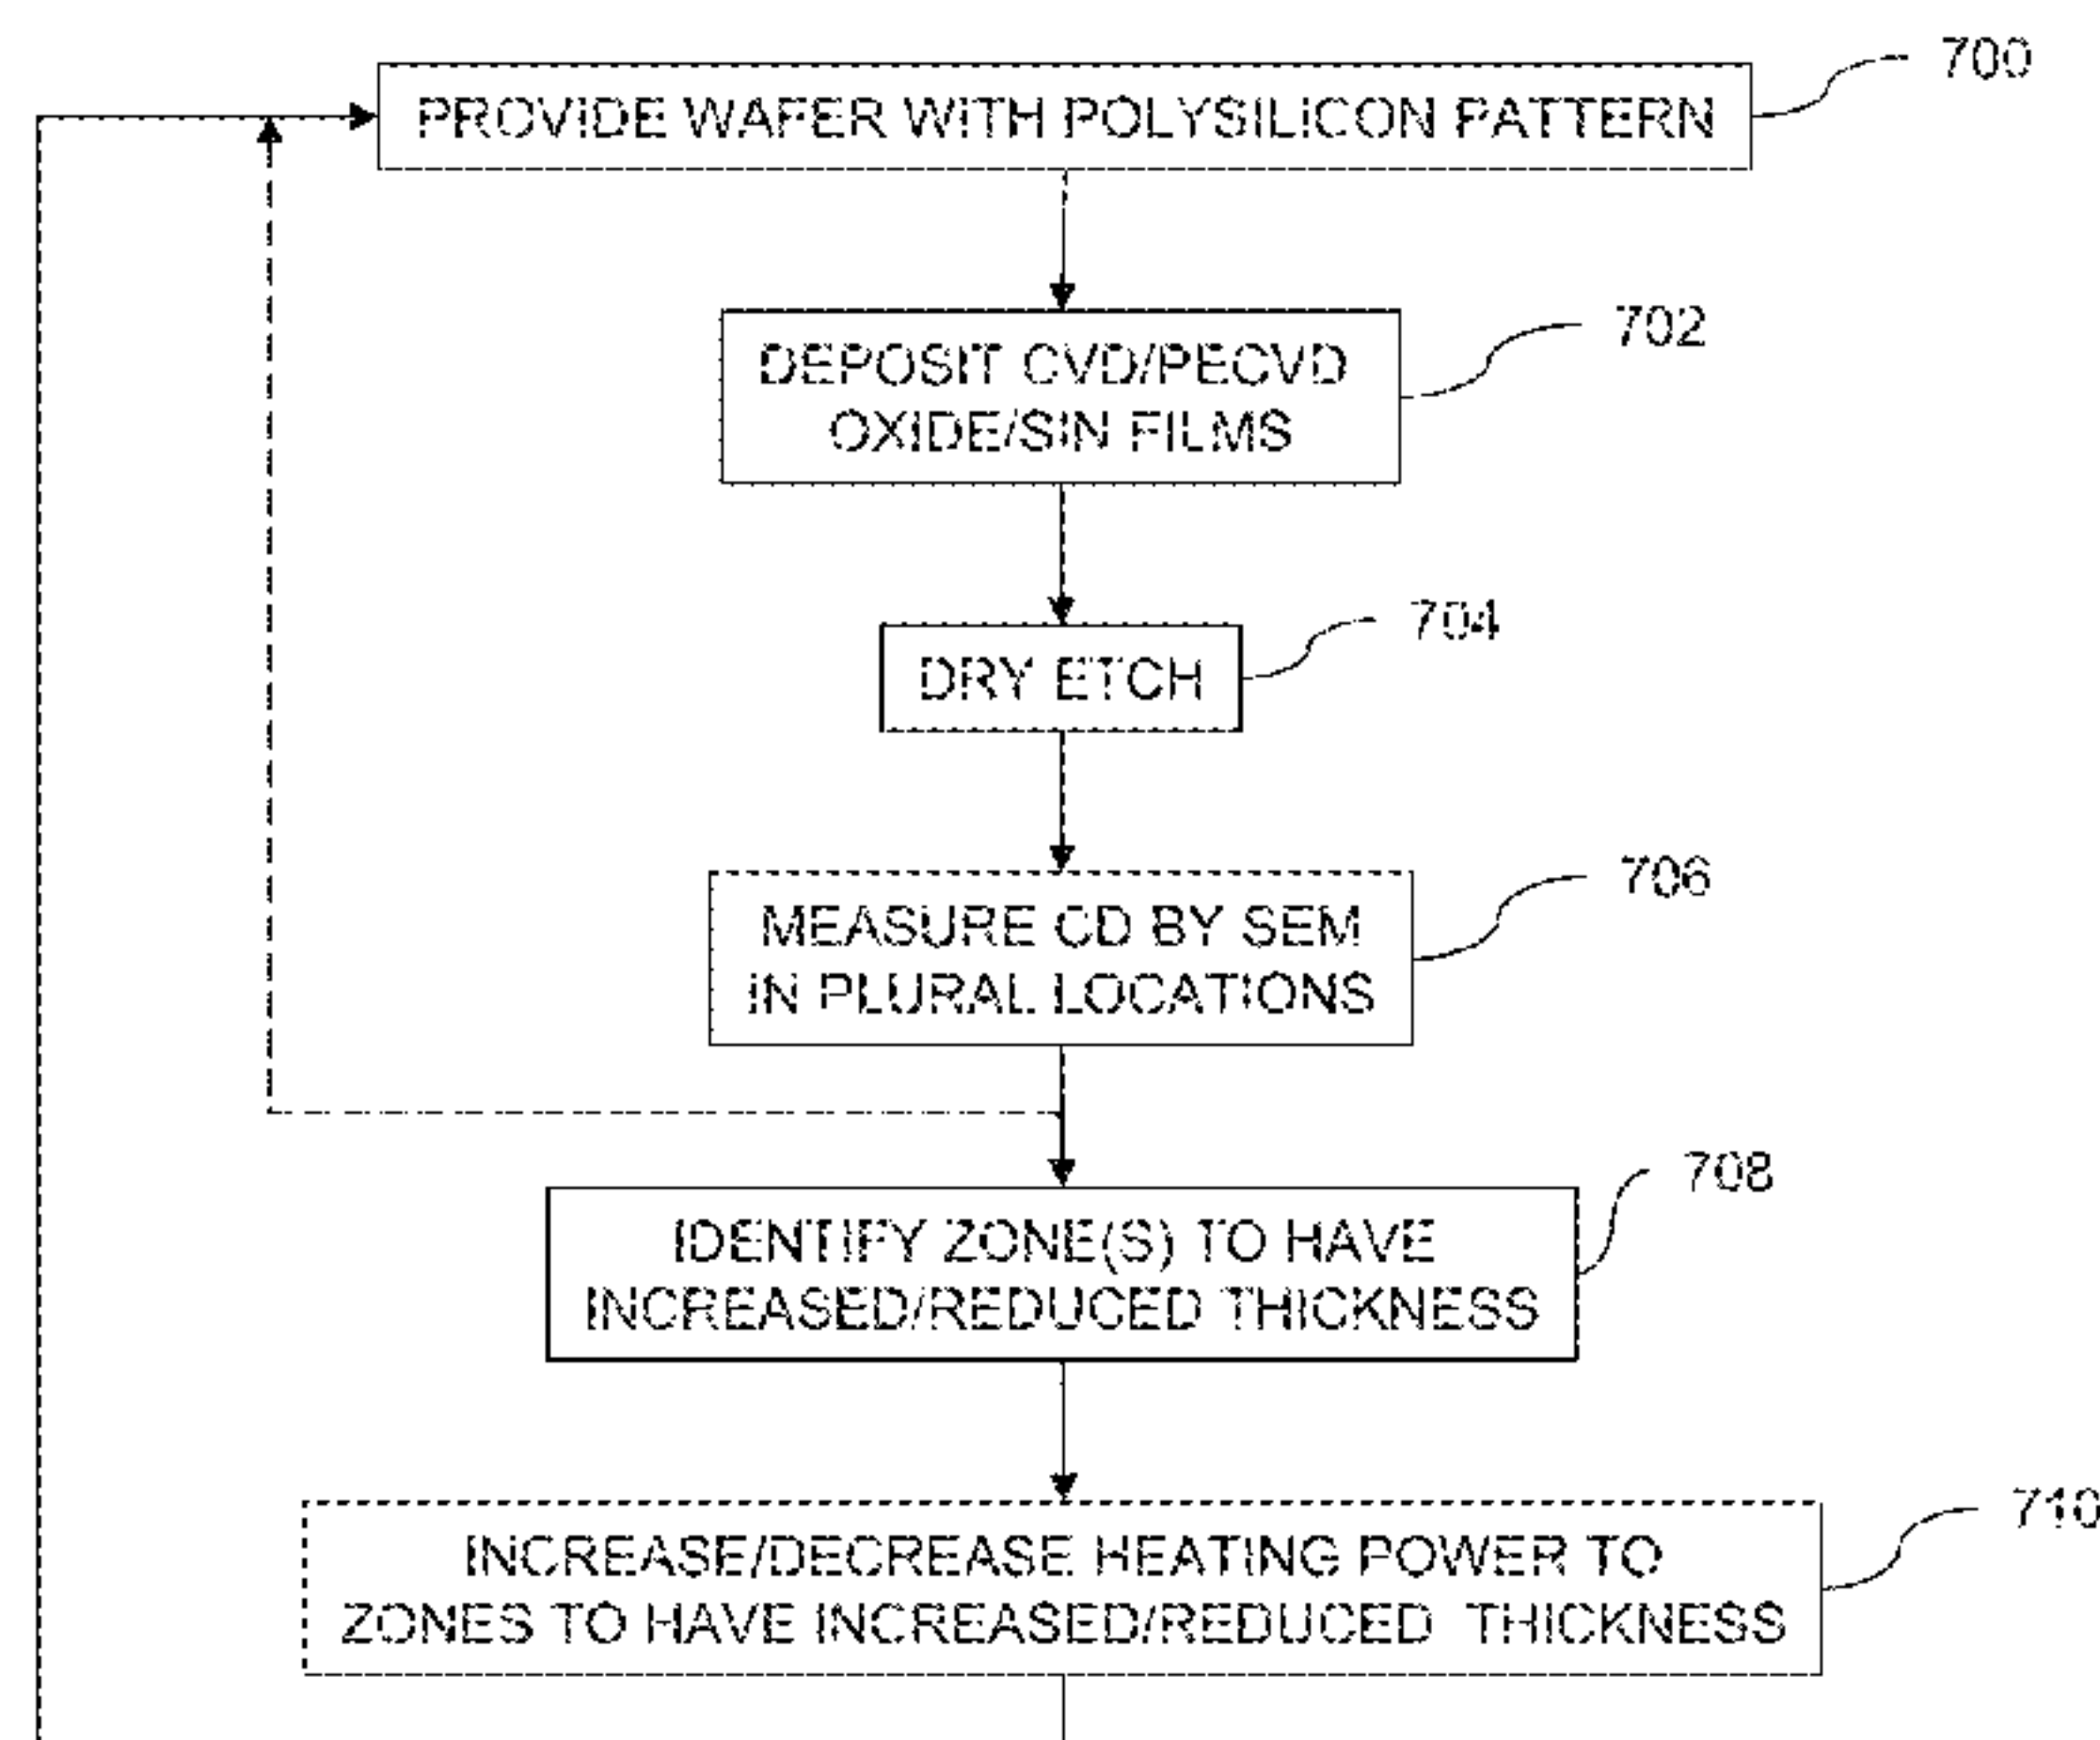 700
PROVIDE WAFER WITH POLYSILICON PATTERN
702
DEPOSIT CVD/PECVD
OXIDE/SIN FILMS
704
DRY ETCH
706
MEASURE CD BY SEM
IN PLURAL LOCATIONS
708
IDENTIFY ZONE(S) TO HAVE
INCREASED/REDUCED THICKNESS
710
INCREASE/DECREASE HEATING POWER TO
ZONES TO HAVE INCREASED/REDUCED THICKNESS